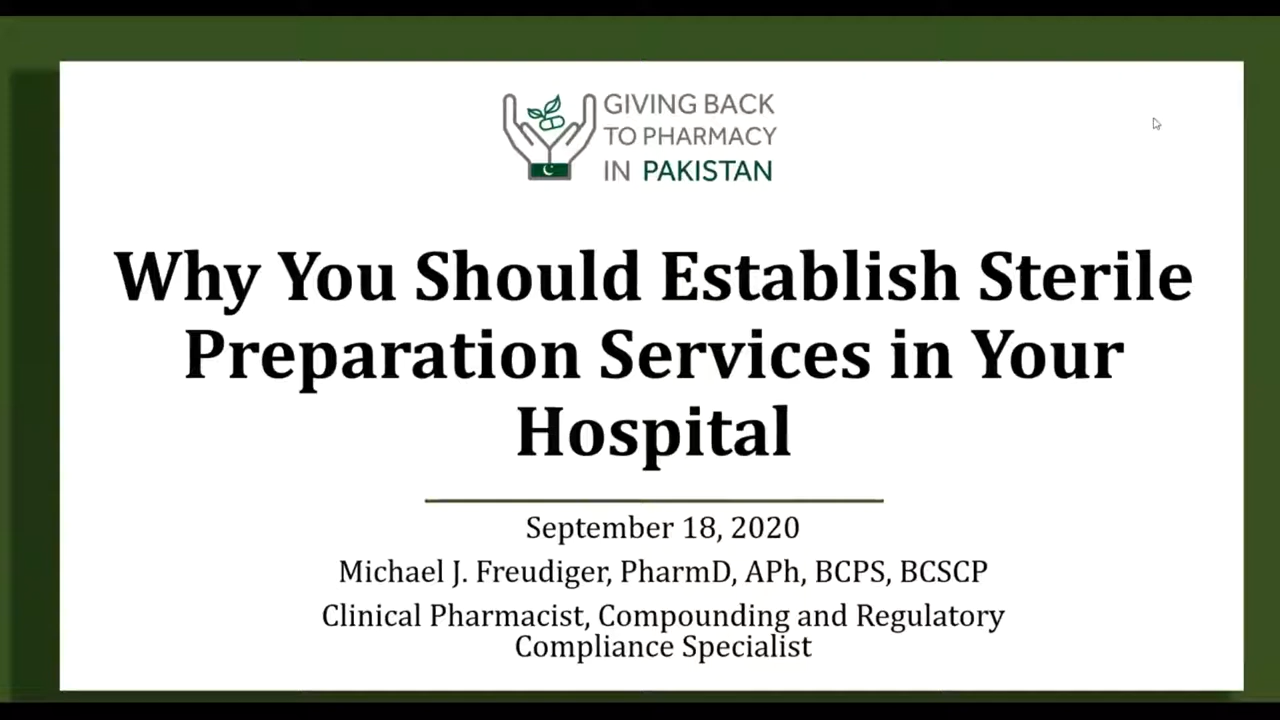 GIVING BACK
TO PHARMACY
IN PAKISTAN
Why You Should Establish Sterile
Preparation Services in Your
Hospital
September 18, 2020
Michael J. Freudiger, PharmD, APh, BCPS, BCSCP
Clinical Pharmacist, Compounding and Regulatory
Compliance Specialist